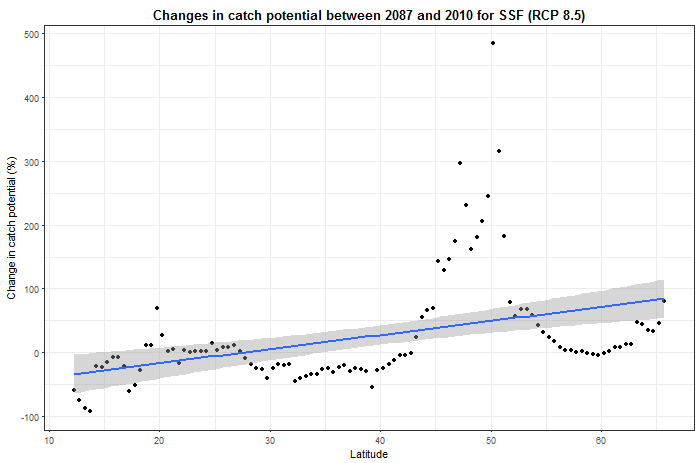 Changes in catch potential between 2087 and 2010 for SSF (RCP 8.5)
500
400
300
200
100
0
-100
Change in catch potential (%)
10 20 30 40 50 60
Latitude